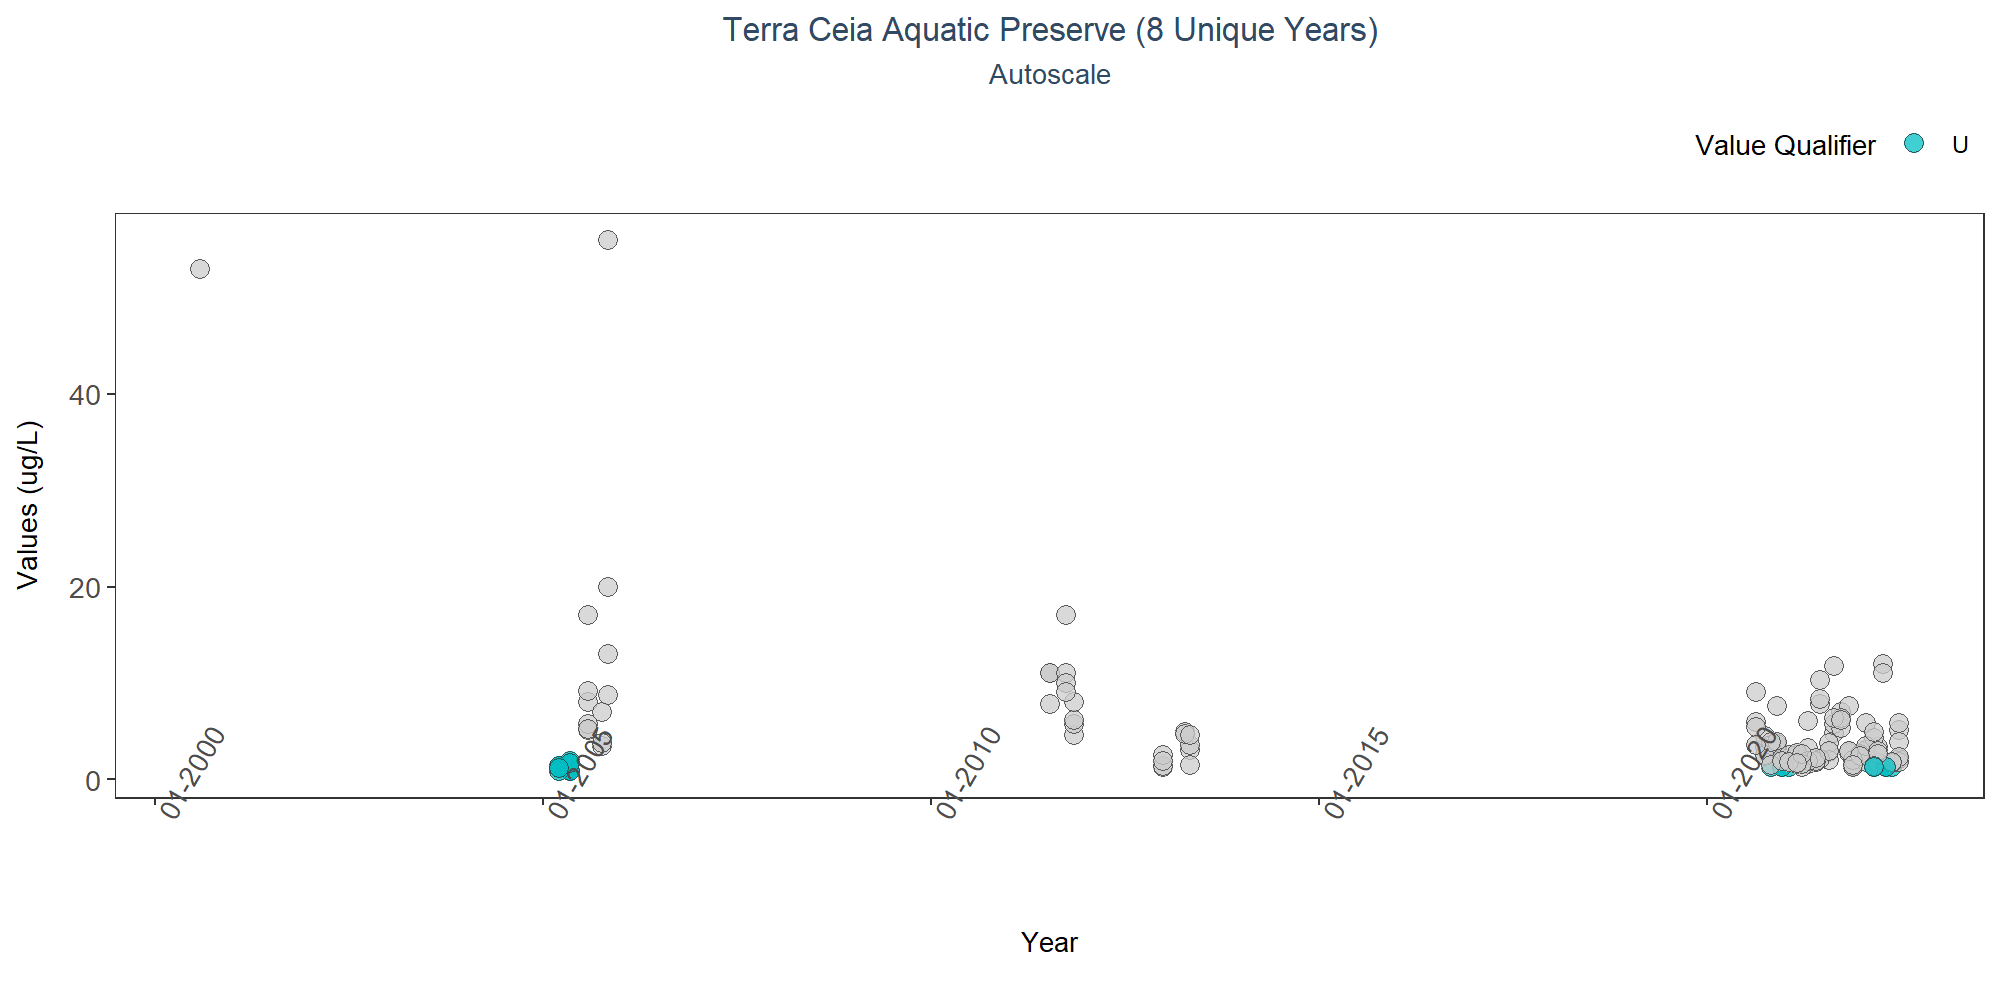 Terra Ceia Aquatic Preserve (8 Unique Years)
Autoscale
Value Qualifier U
Values (ug/L)
40
20
0
01-2000
01-2005
01-2010
01-2015
01-2020
Year